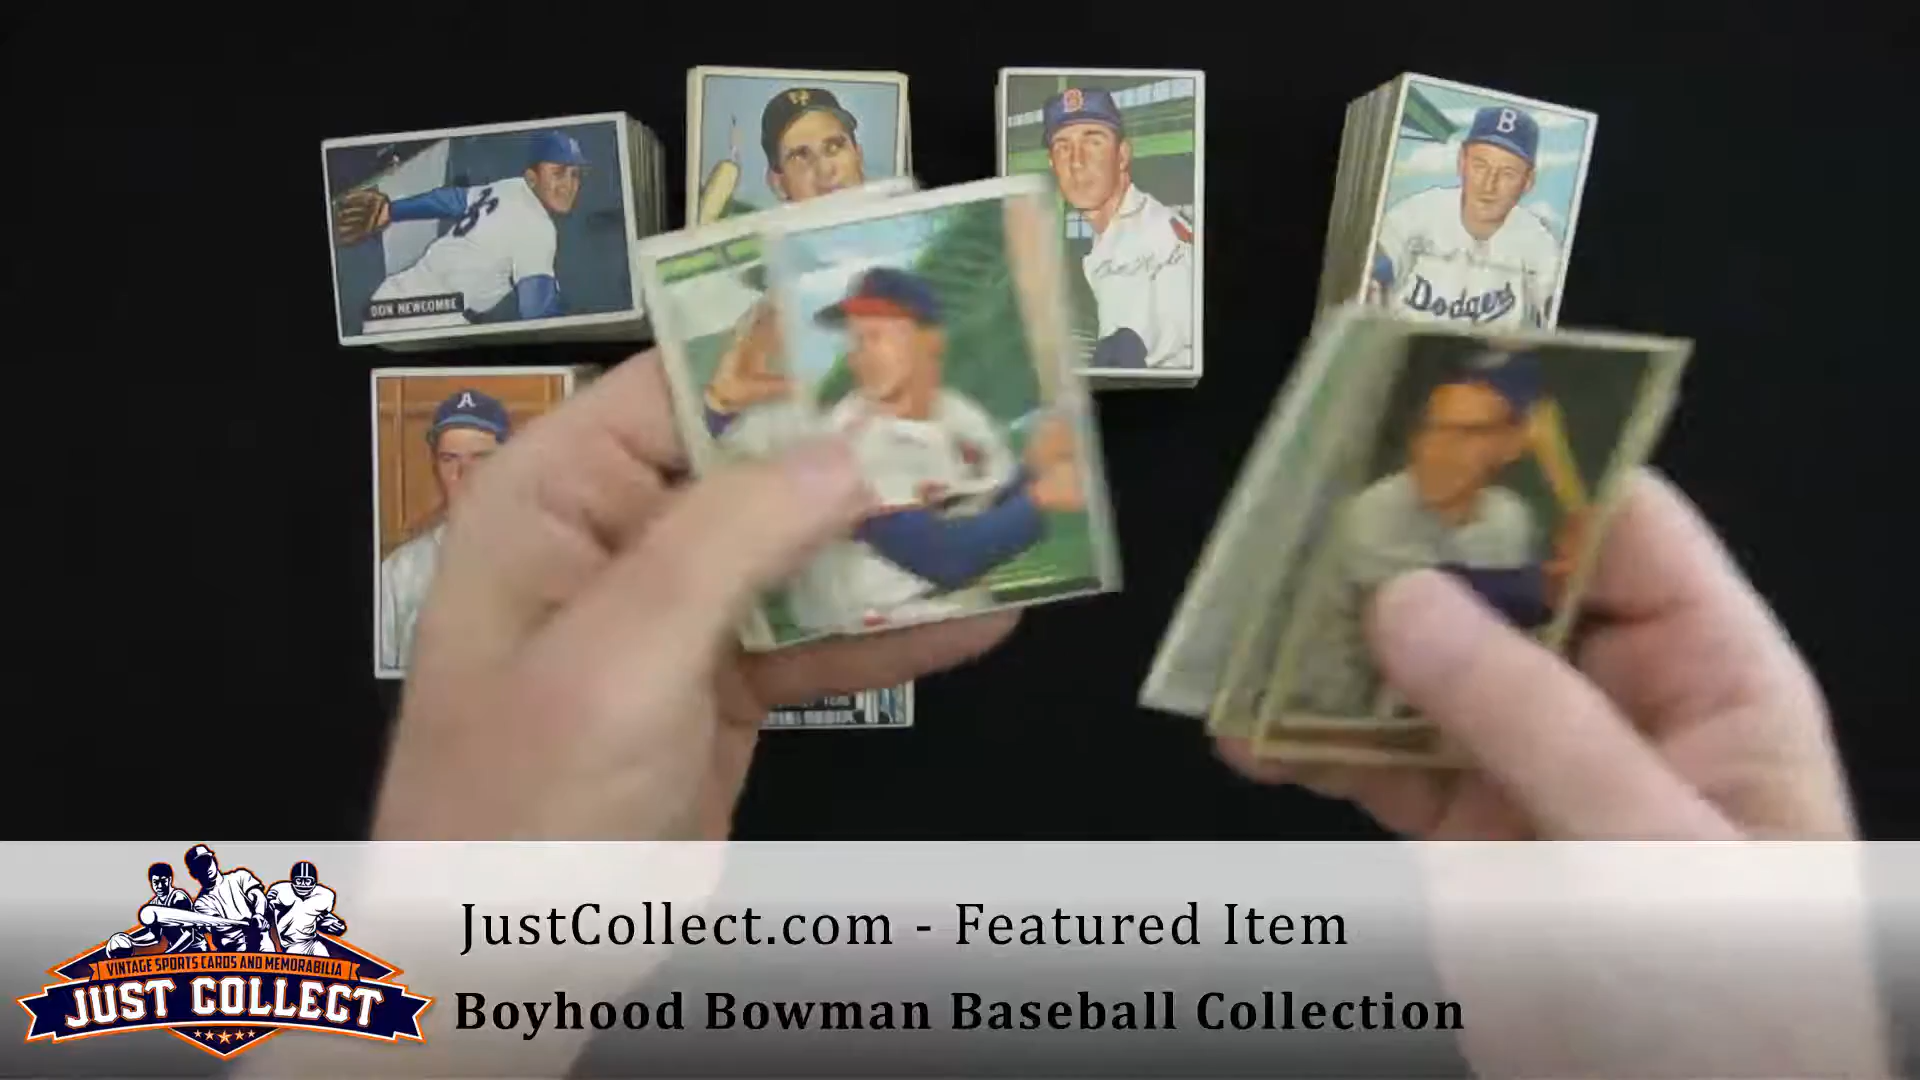 B
B
DON NEWCOMBE
Dodgers
A
VINTAGE SPORTS CARDS AND MEMORABILIA
JUST COLLECT
JustCollect.com - Featured Item
Boyhood Bowman Baseball Collection